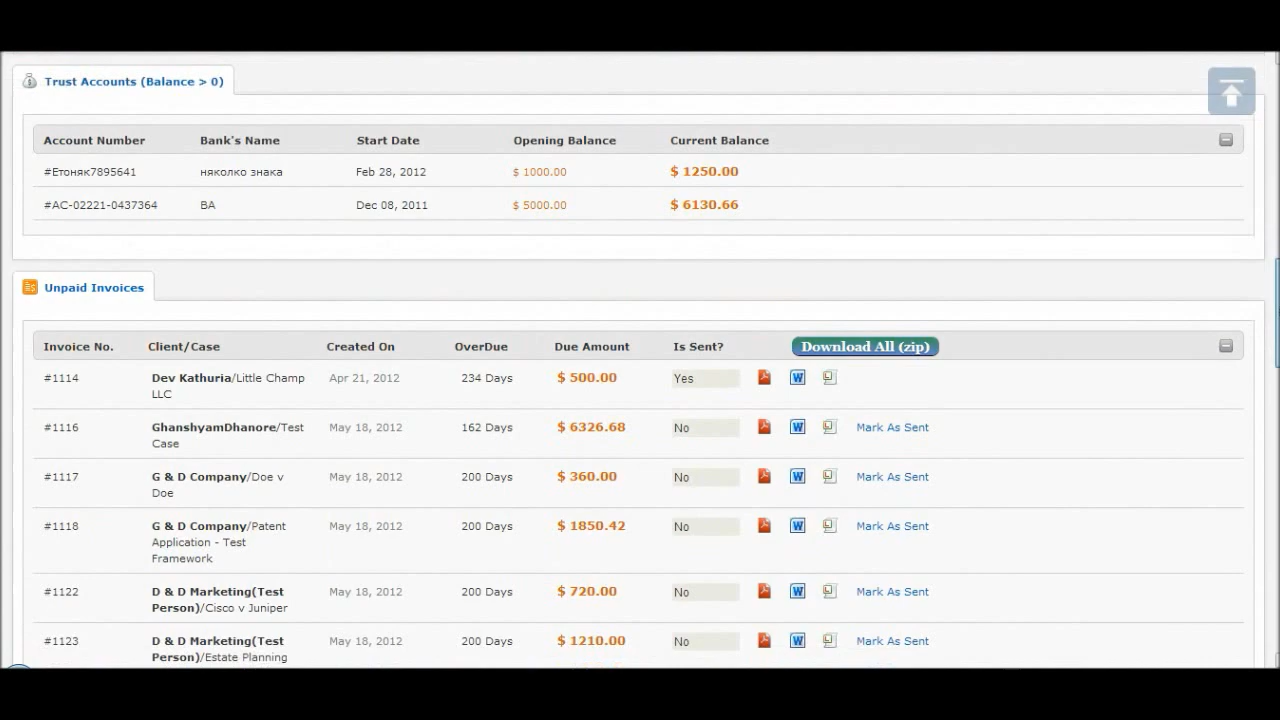 Trust Accounts (Balance > 0)
Account Number Bank's Name Start Date Opening Balance Current Balance
#Етоняк7895641 няколко знака Feb 28, 2012 $ 1000.00 $ 1250.00
#AC-02221-0437364 BA Dec 08, 2011 $ 5000.00 $ 6130.66
Unpaid Invoices
Invoice No. Client/Case Created On OverDue Due Amount Is Sent? Download All (zip)
#1114 Dev Kathuria/Little Champ Apr 21, 2012 234 Days $ 500.00 Yes
LLC
#1116 GhanshyamDhanore/Test May 18, 2012 162 Days $ 6326.68 No Mark As Sent
Case
#1117 G & D Company/Doe v May 18, 2012 200 Days $ 360.00 No Mark As Sent
Doe
#1118 G & D Company/Patent May 18, 2012 200 Days $ 1850.42 No Mark As Sent
Application - Test
Framework
#1122 D & D Marketing(Test May 18, 2012 200 Days $ 720.00 No Mark As Sent
Person)/Cisco v Juniper
#1123 D & D Marketing(Test May 18, 2012 200 Days $ 1210.00 No Mark As Sent
Person)/Estate Planning